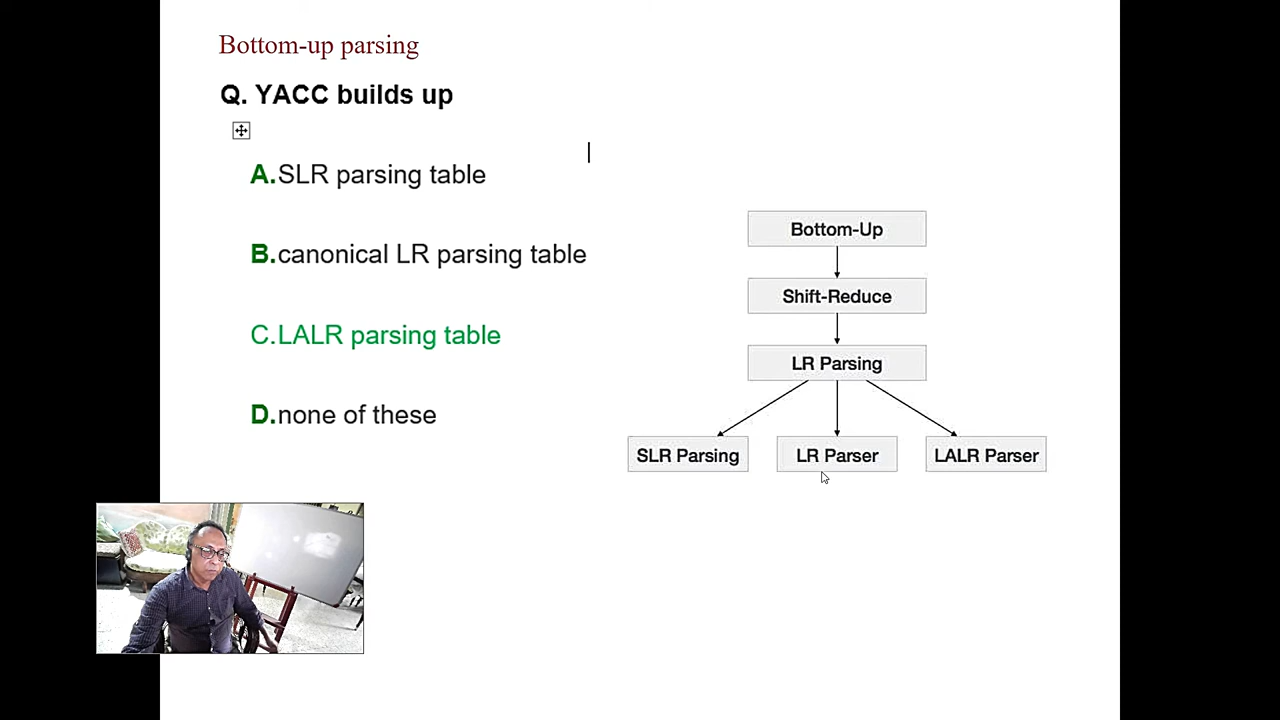 Bottom-up parsing
Q. YACC builds up
A.SLR parsing table
B.canonical LR parsing table
C.LALR parsing table
D.none of these
Bottom-Up
Shift-Reduce
LR Parsing
SLR Parsing
LR Parser
LALR Parser